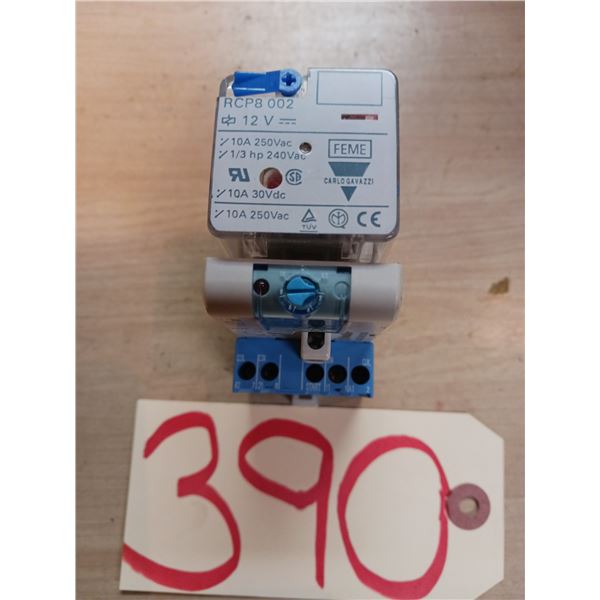 RCP8 002
12 V
10A 250Vac
1/3 hp 240Vac
10A 30Vdc
10A 250Vac
FEME
CARLO GAVAZZI
TÜV
CE
START
390